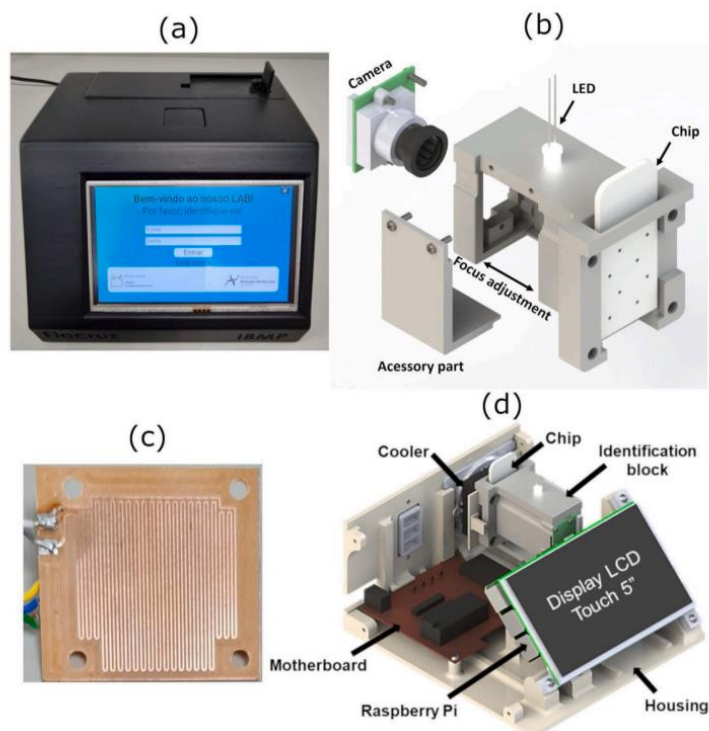 (a)
Bem-vindo ao nosso LAB!
Por favor, identifique-se!
Entrar
Fiocruz
IBMP
(b)
Camera
LED
Chip
Focus adjustment
Acessory part
(c)
(d)
Cooler
Chip
Identification
block
Display LCD
Touch 5"
Motherboard
Raspberry Pi
Housing